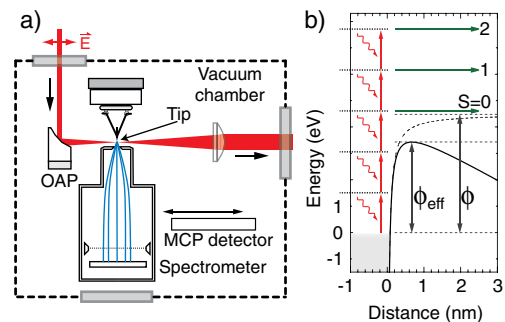 a)
E
Vacuum
chamber
Tip
OAP
MCP detector
Spectrometer
b)
Energy (eV)
2
1
S=0
ϕeff
ϕ
1
0
-1
-1 0 1 2 3
Distance (nm)